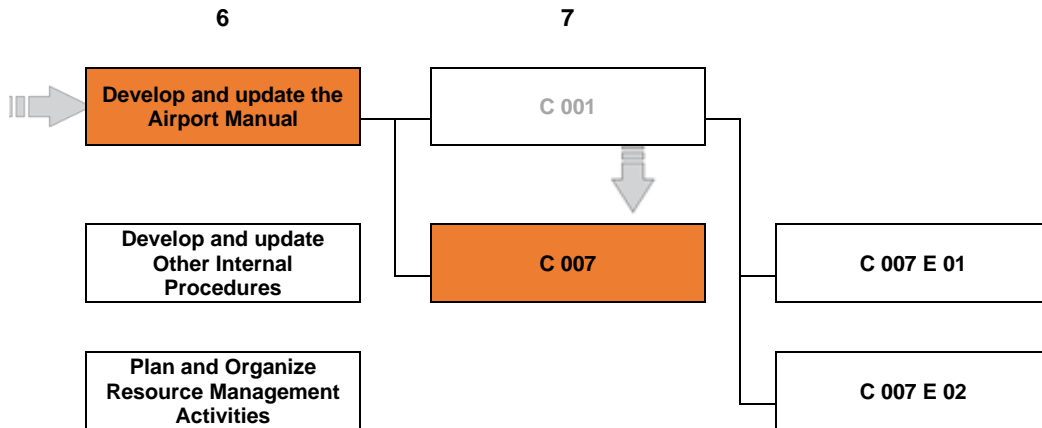 6
7
Develop and update the
Airport Manual
C 001
Develop and update
Other Internal
Procedures
C 007
C 007 E 01
Plan and Organize
Resource Management
Activities
C 007 E 02